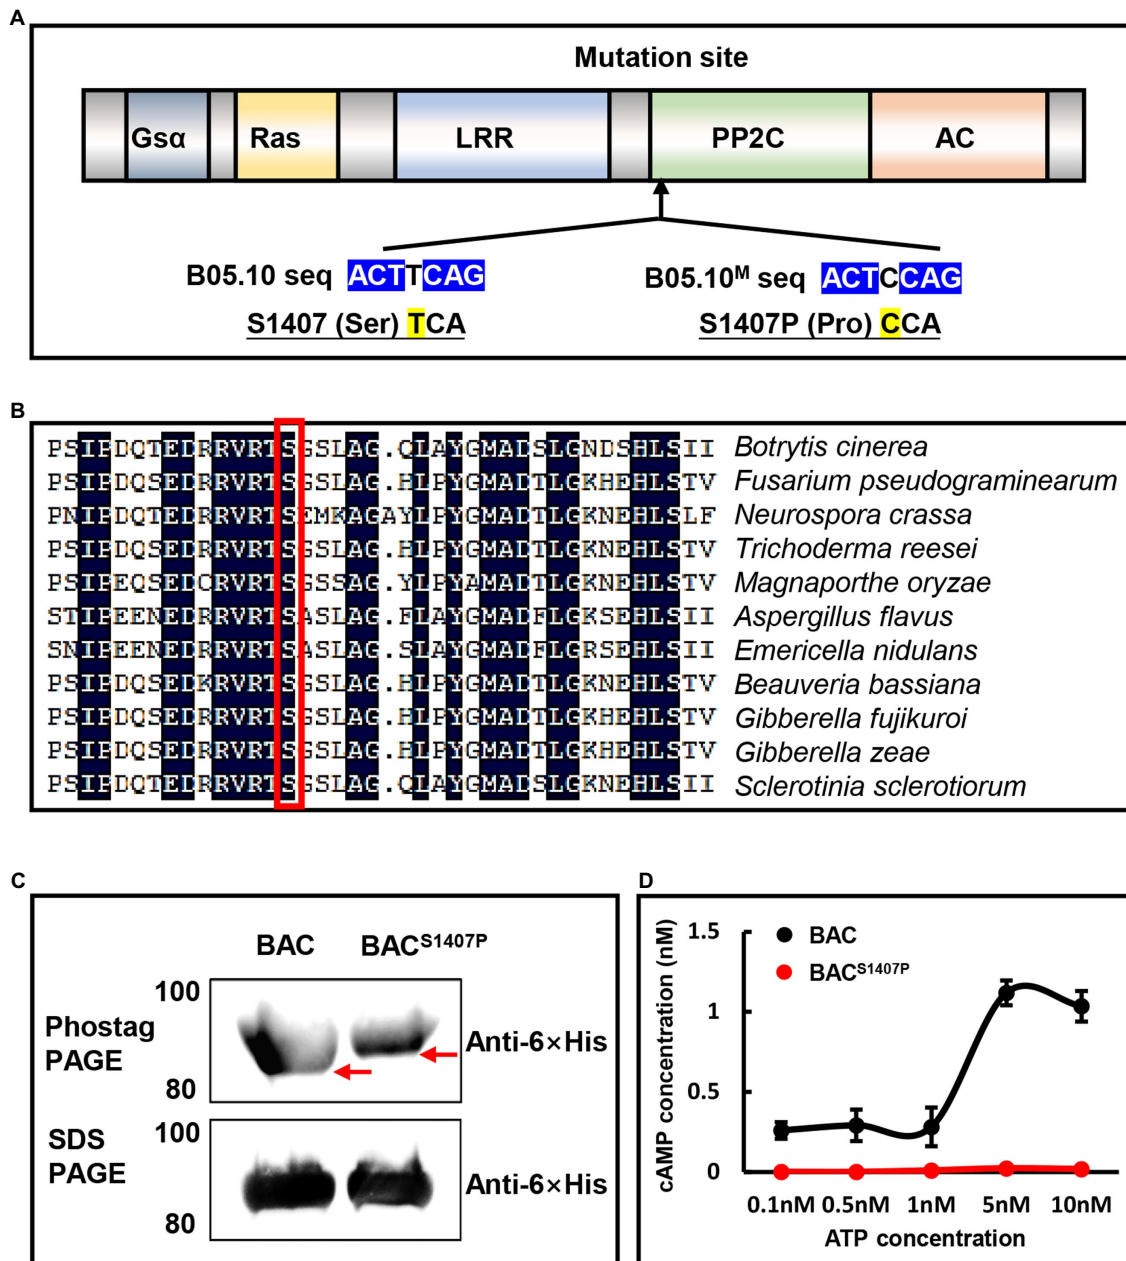 A
Mutation site
Gsα Ras LRR PP2C AC
B05.10 seq ACTTCAG
B05.10ᴹ seq ACTCCAG
S1407 (Ser) TCA
S1407P (Pro) CCA
B
PSIPDQTEDRRVRTSGSLAG.QLAYGMADSLGNDSHLSII Botrytis cinerea
PSIPDQSEDRRVRTSGSLAG.HLPYGMADTLGKHEHLSTV Fusarium pseudograminearum
PNIPDQTEDRRVRTSEMKAGAYLPYGMADTLGKNEHLSLF Neurospora crassa
PSIPDQSEDRRVRTSGSLAG.HLPYGMADTLGKNEHLSTV Trichoderma reesei
PSIPEQSEDCRVRTSGSSAG.YLPYAMADTLGKNEHLSTV Magnaporthe oryzae
STIPEENEDRRVRTSASLAG.FLAYGMADFLGKSEHLSII Aspergillus flavus
SNIPEENEDRRVRTSASLAG.SLAYGMADFLGRSEHLSII Emericella nidulans
PSIPDQSEDKRVRTSGSLAG.HLPYGMADTLGKNEHLSTV Beauveria bassiana
PSIPDQSEDRRVRTSGSLAG.HLPYGMADTLGKHEHLSTV Gibberella fujikuroi
PSIPDQSEDRRVRTSGSLAG.HLPYGMADTLGKHEHLSTV Gibberella zeae
PSIPDQTEDRRVRTSGSLAG.QLAYGMADSLGNDSHLSII Sclerotinia sclerotiorum
C
BAC BACS1407P
100
Phostag
PAGE
80
Anti-6×His
100
SDS
PAGE
80
Anti-6×His
D
BAC
BACS1407P
cAMP concentration (nM)
1.5
1
0.5
0
0.1nM 0.5nM 1nM 5nM 10nM
ATP concentration